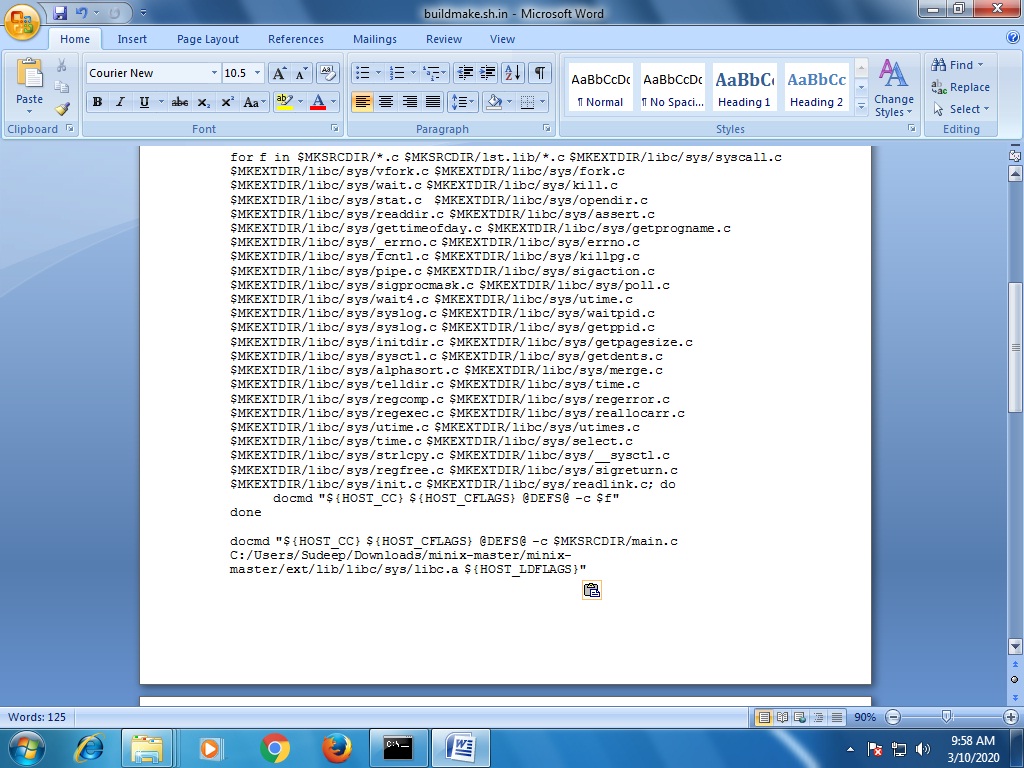 buildmake.sh.in - Microsoft Word
Home Insert Page Layout References Mailings Review View
Paste
Clipboard
Courier New 10.5
B I U abc X₂ X² Aa ab A
Font
Paragraph
AaBbCcDc AaBbCcDc AaBbC AaBbCc
¶ Normal ¶ No Spaci... Heading 1 Heading 2
Change
Styles
Styles
Find
Replace
Select
Editing
for f in $MKSRCDIR/*.c $MKSRCDIR/lst.lib/*.c $MKEXTDIR/libc/sys/syscall.c
$MKEXTDIR/libc/sys/vfork.c $MKEXTDIR/libc/sys/fork.c
$MKEXTDIR/libc/sys/wait.c $MKEXTDIR/libc/sys/kill.c
$MKEXTDIR/libc/sys/stat.c  $MKEXTDIR/libc/sys/opendir.c
$MKEXTDIR/libc/sys/readdir.c $MKEXTDIR/libc/sys/assert.c
$MKEXTDIR/libc/sys/gettimeofday.c $MKEXTDIR/libc/sys/getprogname.c
$MKEXTDIR/libc/sys/_errno.c $MKEXTDIR/libc/sys/errno.c
$MKEXTDIR/libc/sys/fcntl.c $MKEXTDIR/libc/sys/killpg.c
$MKEXTDIR/libc/sys/pipe.c $MKEXTDIR/libc/sys/sigaction.c
$MKEXTDIR/libc/sys/sigprocmask.c $MKEXTDIR/libc/sys/poll.c
$MKEXTDIR/libc/sys/wait4.c $MKEXTDIR/libc/sys/utime.c
$MKEXTDIR/libc/sys/syslog.c $MKEXTDIR/libc/sys/waitpid.c
$MKEXTDIR/libc/sys/syslog.c $MKEXTDIR/libc/sys/getppid.c
$MKEXTDIR/libc/sys/initdir.c $MKEXTDIR/libc/sys/getpagesize.c
$MKEXTDIR/libc/sys/sysctl.c $MKEXTDIR/libc/sys/getdents.c
$MKEXTDIR/libc/sys/alphasort.c $MKEXTDIR/libc/sys/merge.c
$MKEXTDIR/libc/sys/telldir.c $MKEXTDIR/libc/sys/time.c
$MKEXTDIR/libc/sys/regcomp.c $MKEXTDIR/libc/sys/regerror.c
$MKEXTDIR/libc/sys/regexec.c $MKEXTDIR/libc/sys/reallocarr.c
$MKEXTDIR/libc/sys/utime.c $MKEXTDIR/libc/sys/utimes.c
$MKEXTDIR/libc/sys/time.c $MKEXTDIR/libc/sys/select.c
$MKEXTDIR/libc/sys/strlcpy.c $MKEXTDIR/libc/sys/__sysctl.c
$MKEXTDIR/libc/sys/regfree.c $MKEXTDIR/libc/sys/sigreturn.c
$MKEXTDIR/libc/sys/init.c $MKEXTDIR/libc/sys/readlink.c; do
docmd "${HOST_CC} ${HOST_CFLAGS} @DEFS@ -c $f"
done
docmd "${HOST_CC} ${HOST_CFLAGS} @DEFS@ -c $MKSRCDIR/main.c
C:/Users/Sudeep/Downloads/minix-master/minix-
master/ext/lib/libc/sys/libc.a ${HOST_LDFLAGS}"
Words: 125
90%
9:58 AM
3/10/2020